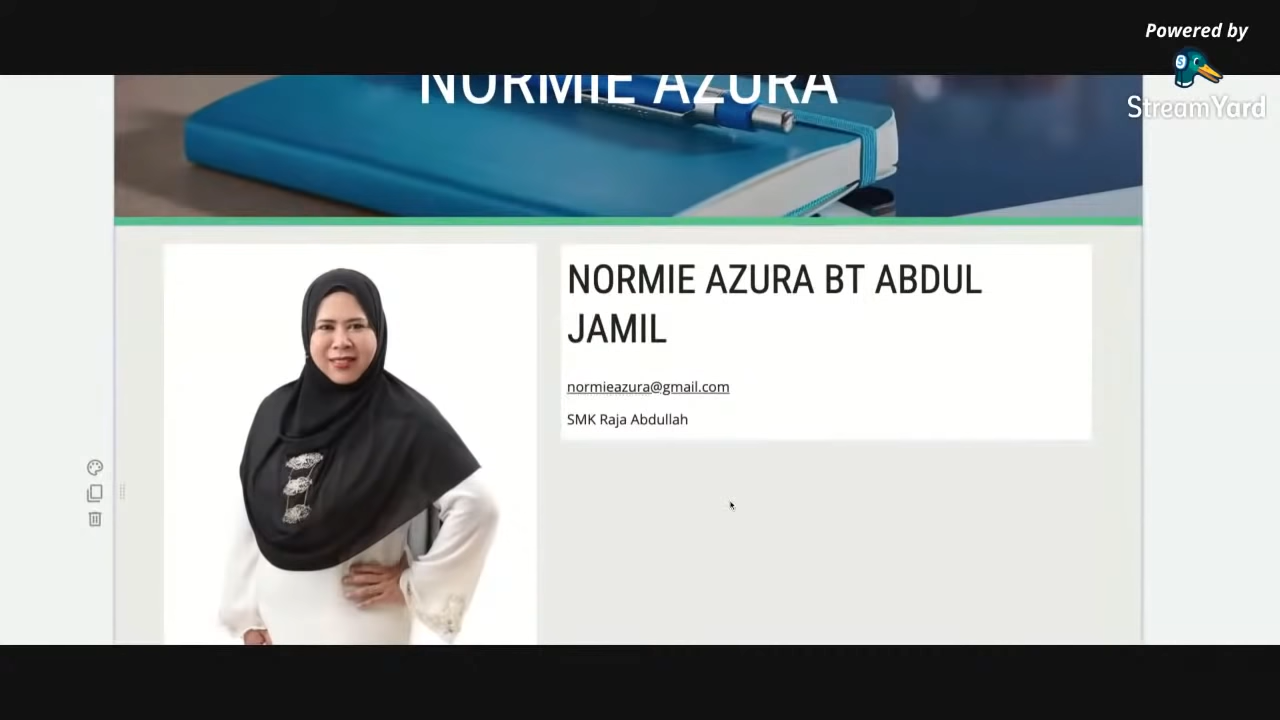 Powered by
StreamYard
NORMIE AZURA
NORMIE AZURA BT ABDUL
JAMIL
normieazura@gmail.com
SMK Raja Abdullah